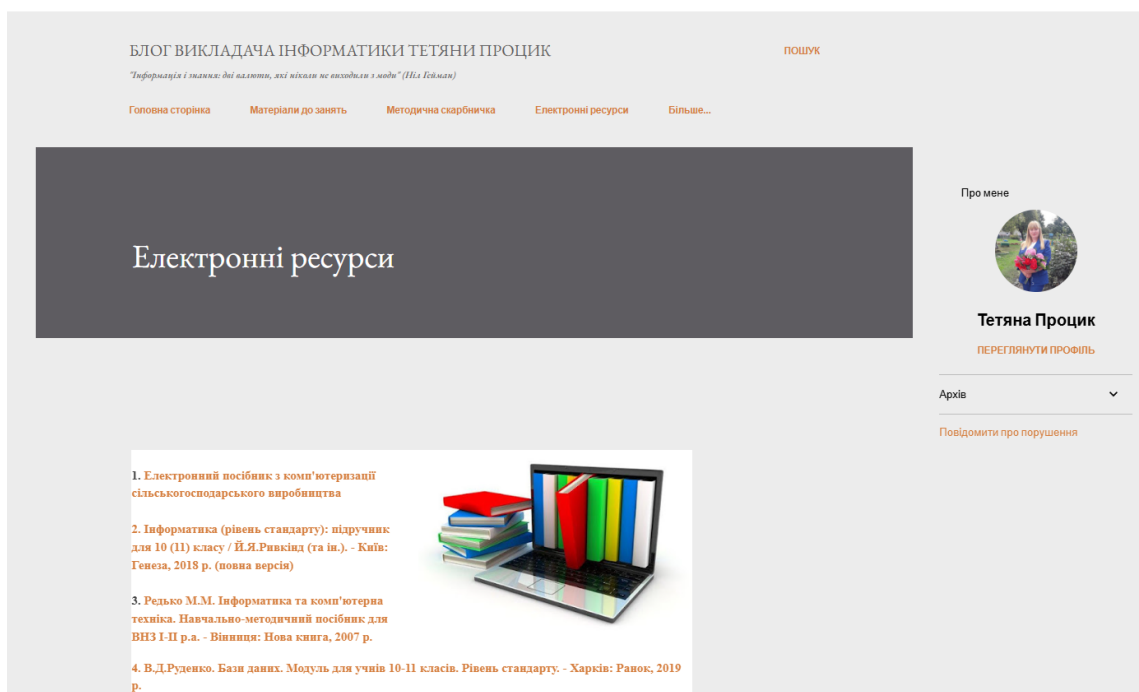 БЛОГ ВИКЛАДАЧА ІНФОРМАТИКИ ТЕТЯНИ ПРОЦИК
ПОШУК
"Інформація і знання: дві валюти, які ніколи не виходили з моди" (Ніл Гейман)
Головна сторінка
Матеріали до занять
Методична скарбничка
Електронні ресурси
Більше...
Електронні ресурси
Про мене
Тетяна Процик
ПЕРЕГЛЯНУТИ ПРОФІЛЬ
Архів
Повідомити про порушення
1. Електронний посібник з комп'ютеризації
сільськогосподарського виробництва
2. Інформатика (рівень стандарту): підручник
для 10 (11) класу / Й.Я.Ривкінд (та ін.). - Київ:
Генеза, 2018 р. (повна версія)
3. Редько М.М. Інформатика та комп'ютерна
техніка. Навчально-методичний посібник для
ВНЗ І-ІІ р.а. - Вінниця: Нова книга, 2007 р.
4. В.Д.Руденко. Бази даних. Модуль для учнів 10-11 класів. Рівень стандарту. - Харків: Ранок, 2019
р.